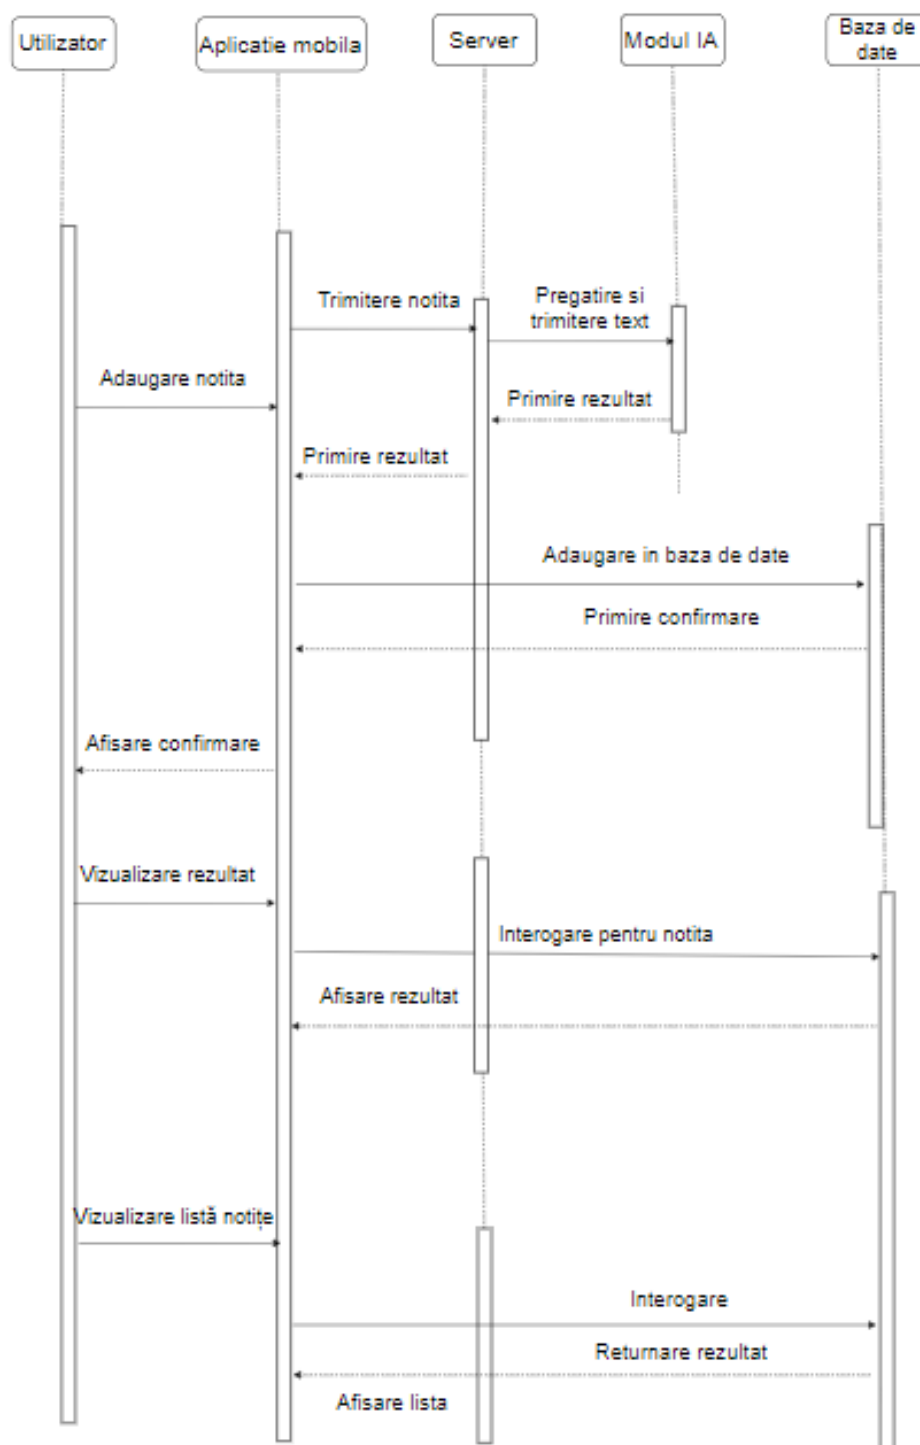 Utilizator
Aplicatie mobila
Server
Modul IA
Baza de
date
Trimitere notita
Pregatire si
trimitere text
Adaugare notita
Primire rezultat
Primire rezultat
Adaugare in baza de date
Primire confirmare
Afisare confirmare
Vizualizare rezultat
Interogare pentru notita
Afisare rezultat
Vizualizare listă notițe
Interogare
Returnare rezultat
Afisare lista